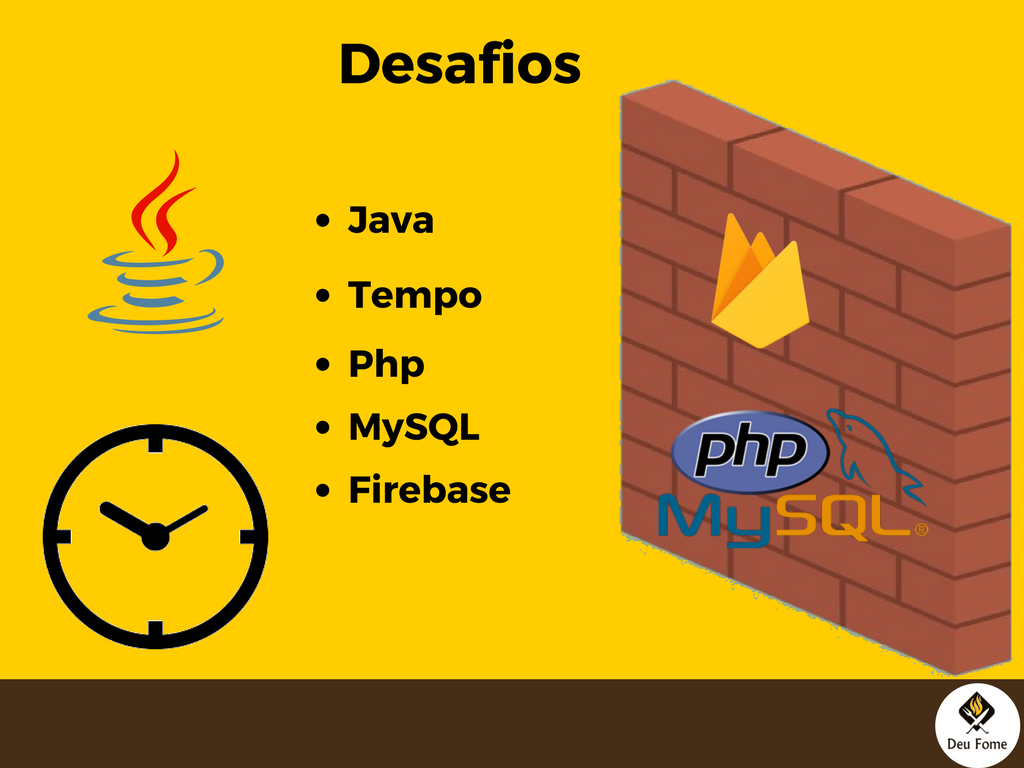 Desafios
Java
Tempo
Php
MySQL
Firebase
php
MySQL®
Deu Fome